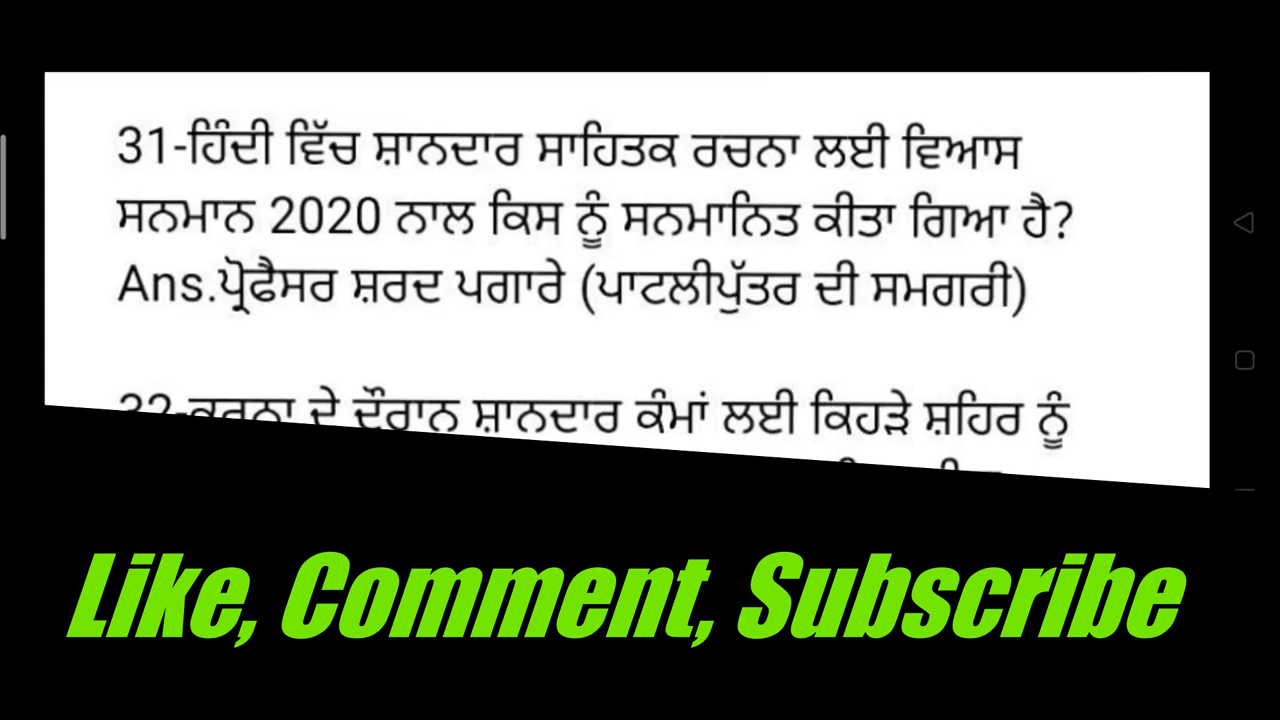 31-ਹਿੰਦੀ ਵਿੱਚ ਸ਼ਾਨਦਾਰ ਸਾਹਿਤਕ ਰਚਨਾ ਲਈ ਵਿਆਸ
ਸਨਮਾਨ 2020 ਨਾਲ ਕਿਸ ਨੂੰ ਸਨਮਾਨਿਤ ਕੀਤਾ ਗਿਆ ਹੈ?
Ans.ਪ੍ਰੋਫੈਸਰ ਸ਼ਰਦ ਪਗਾਰੇ (ਪਾਟਲੀਪੁੱਤਰ ਦੀ ਸਮਗਰੀ)
ਦੇ ਦੌਰਾਨ ਸ਼ਾਨਦਾਰ ਕੰਮਾਂ ਲਈ ਕਿਹੜੇ ਸ਼ਹਿਰ ਨੂੰ
Like, Comment, Subscribe